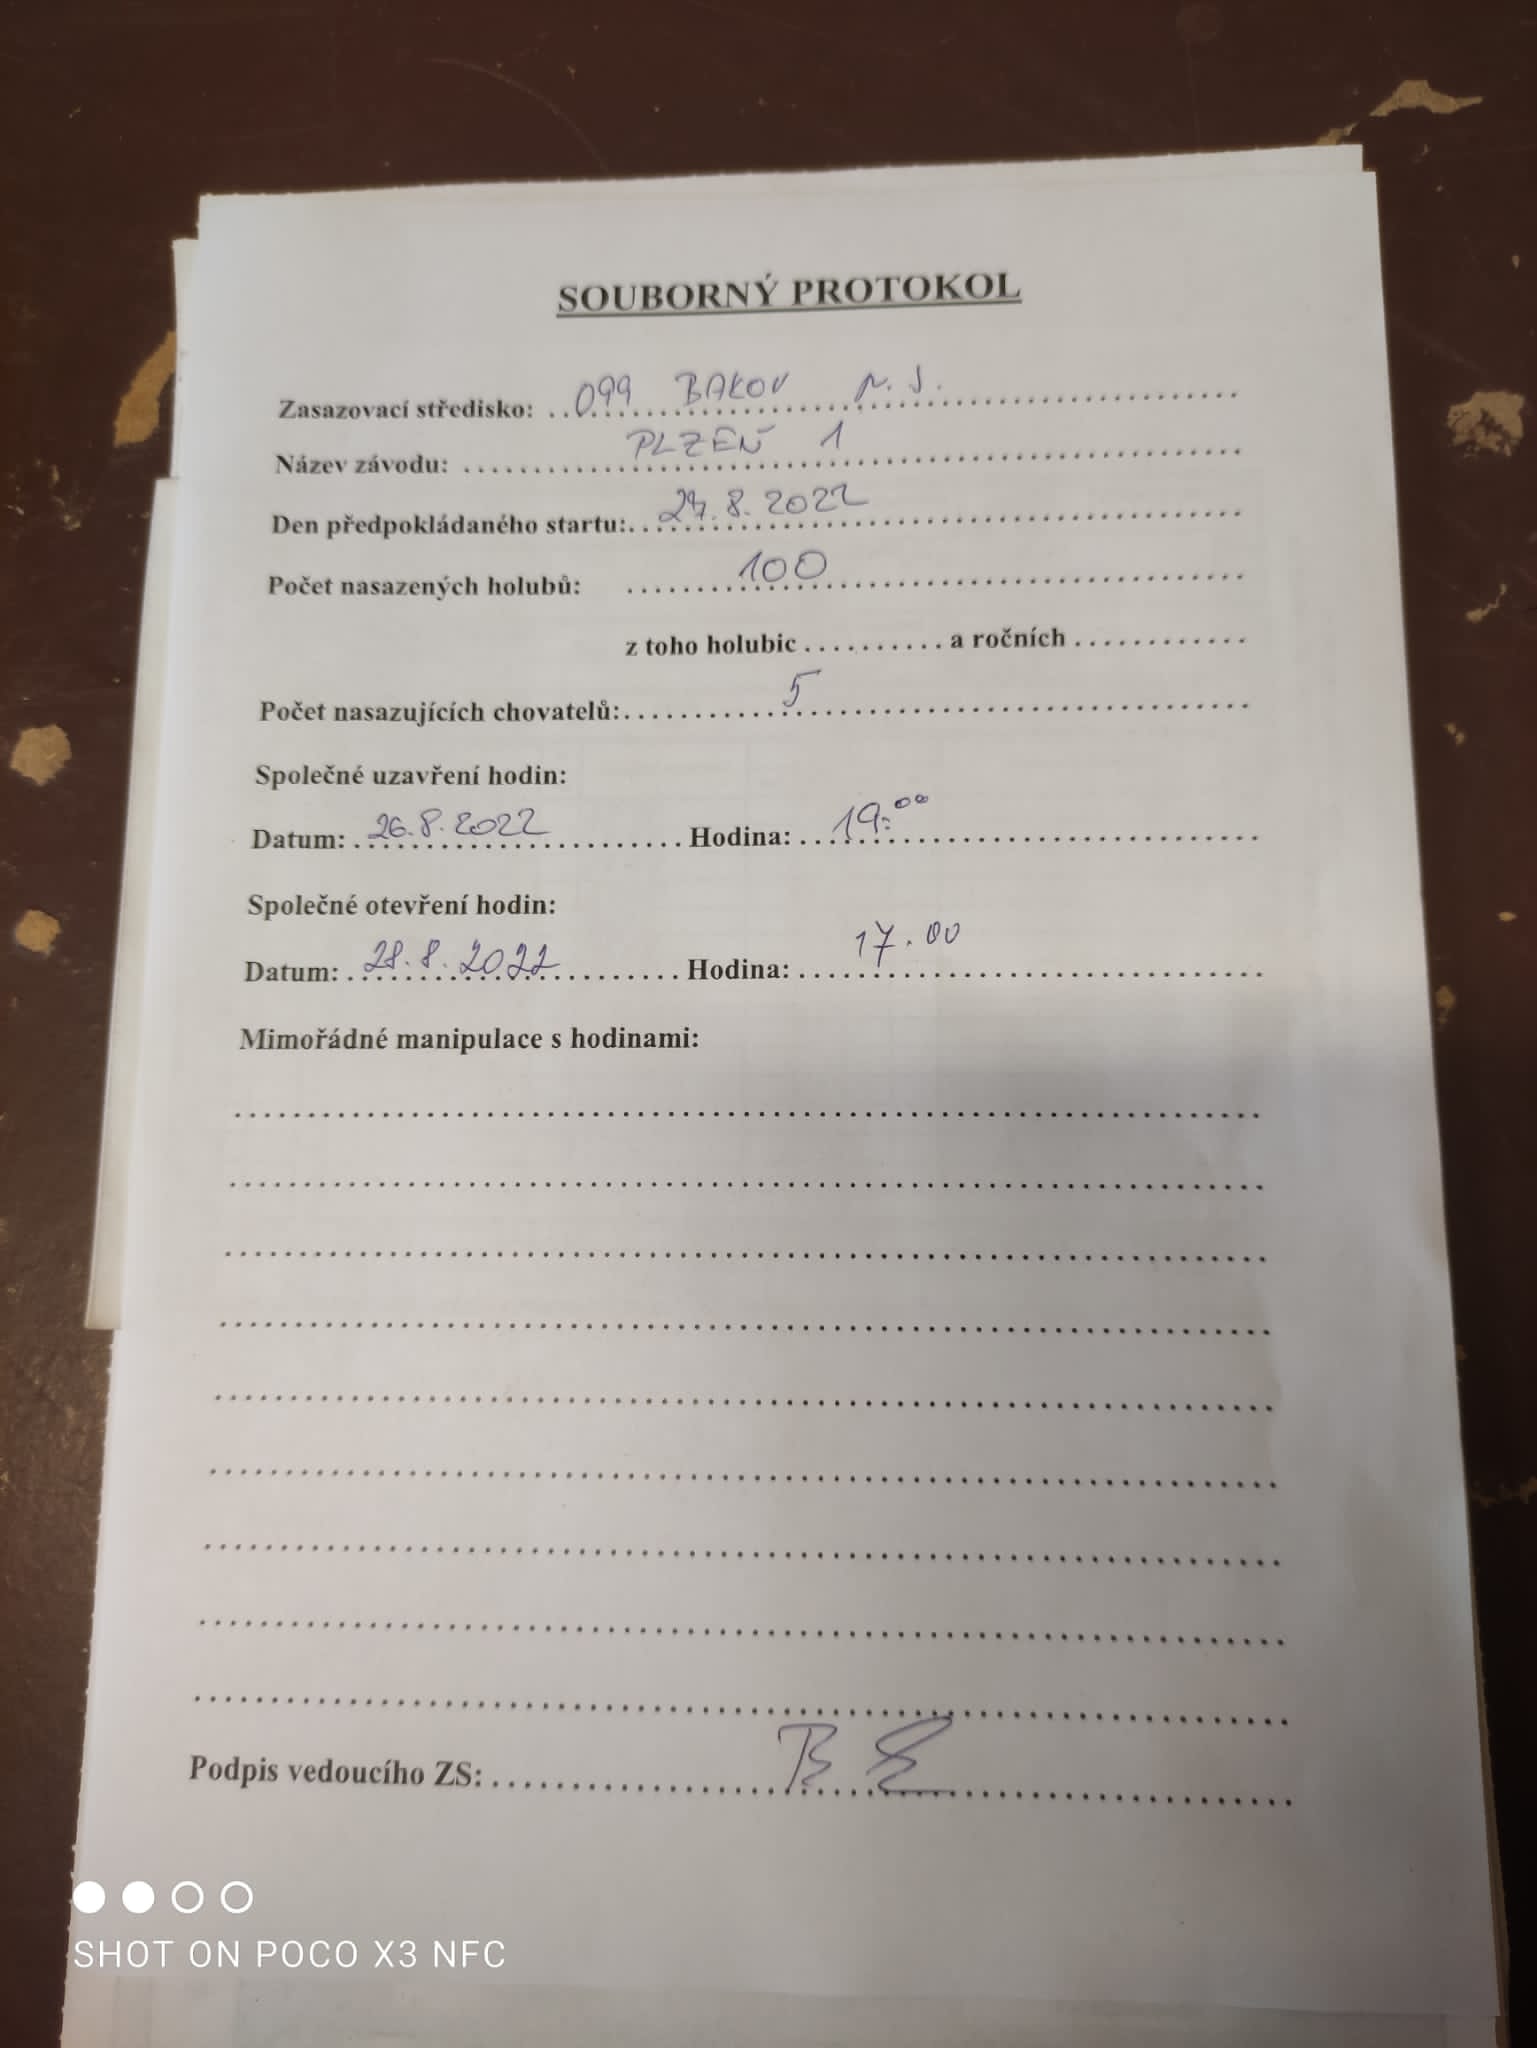 SOUBORNÝ PROTOKOL
Zasazovací středisko: 099 BAKOV N. J.
Název závodu: PLZEŇ 1
Den předpokládaného startu: 27.8.2022
Počet nasazených holubů: 100
z toho holubic .......... a ročních ............
Počet nasazujících chovatelů: 5
Společné uzavření hodin:
Datum: 26.8.2022 Hodina: 19:00
Společné otevření hodin:
Datum: 28.8.2022 Hodina: 17.00
Mimořádné manipulace s hodinami:
Podpis vedoucího ZS:
SHOT ON POCO X3 NFC